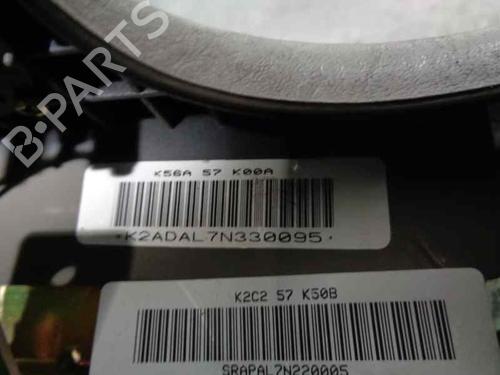 B-PARTS
K56A 57 K00A
K2ADAL7N330095
K2C2 57 K50B
SRAPAL7N220005